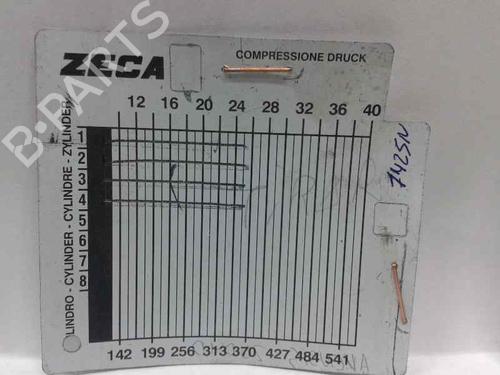 ZECA
COMPRESSIONE DRUCK
12 16 20 24 28 32 36 40
LINDRO - CYLINDER - CYLINDRE - ZYLINDER
1
2
3
4
5
6
7
8
142 199 256 313 370 427 484 541
7425N
B-PARTS